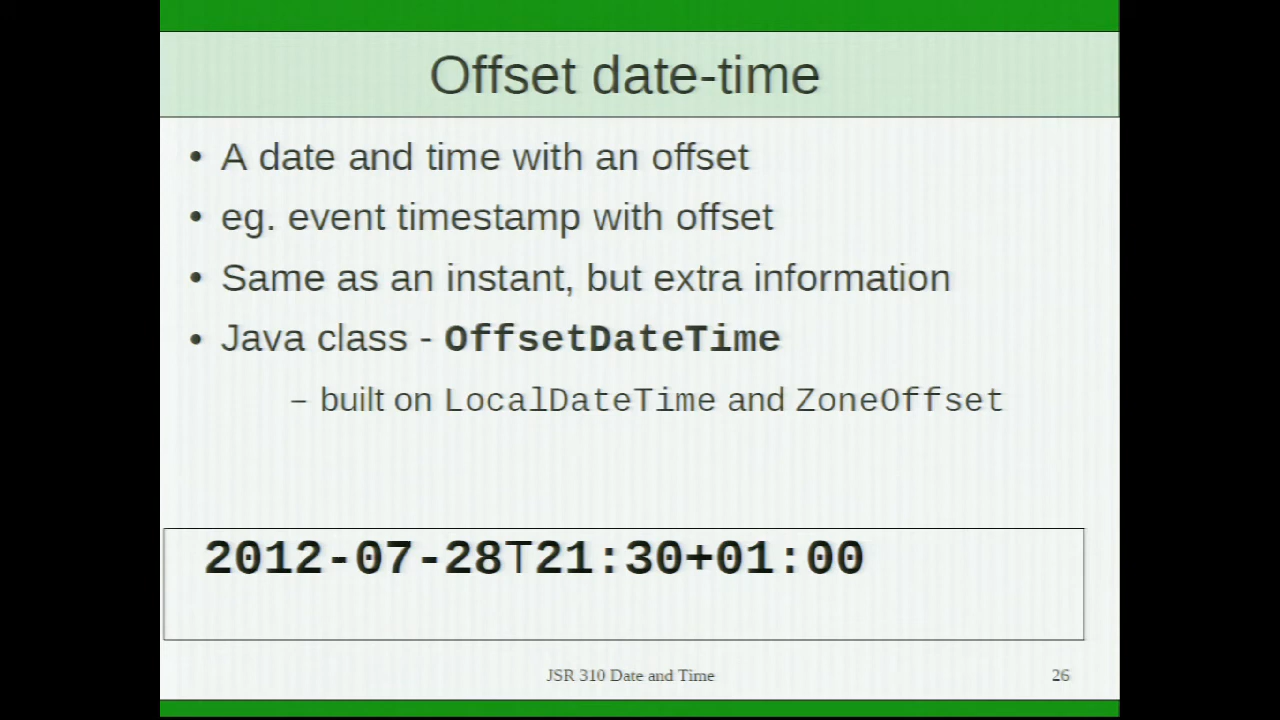 Offset date-time
• A date and time with an offset
• eg. event timestamp with offset
• Same as an instant, but extra information
• Java class - OffsetDateTime
– built on LocalDateTime and ZoneOffset
2012-07-28T21:30+01:00
JSR 310 Date and Time 26